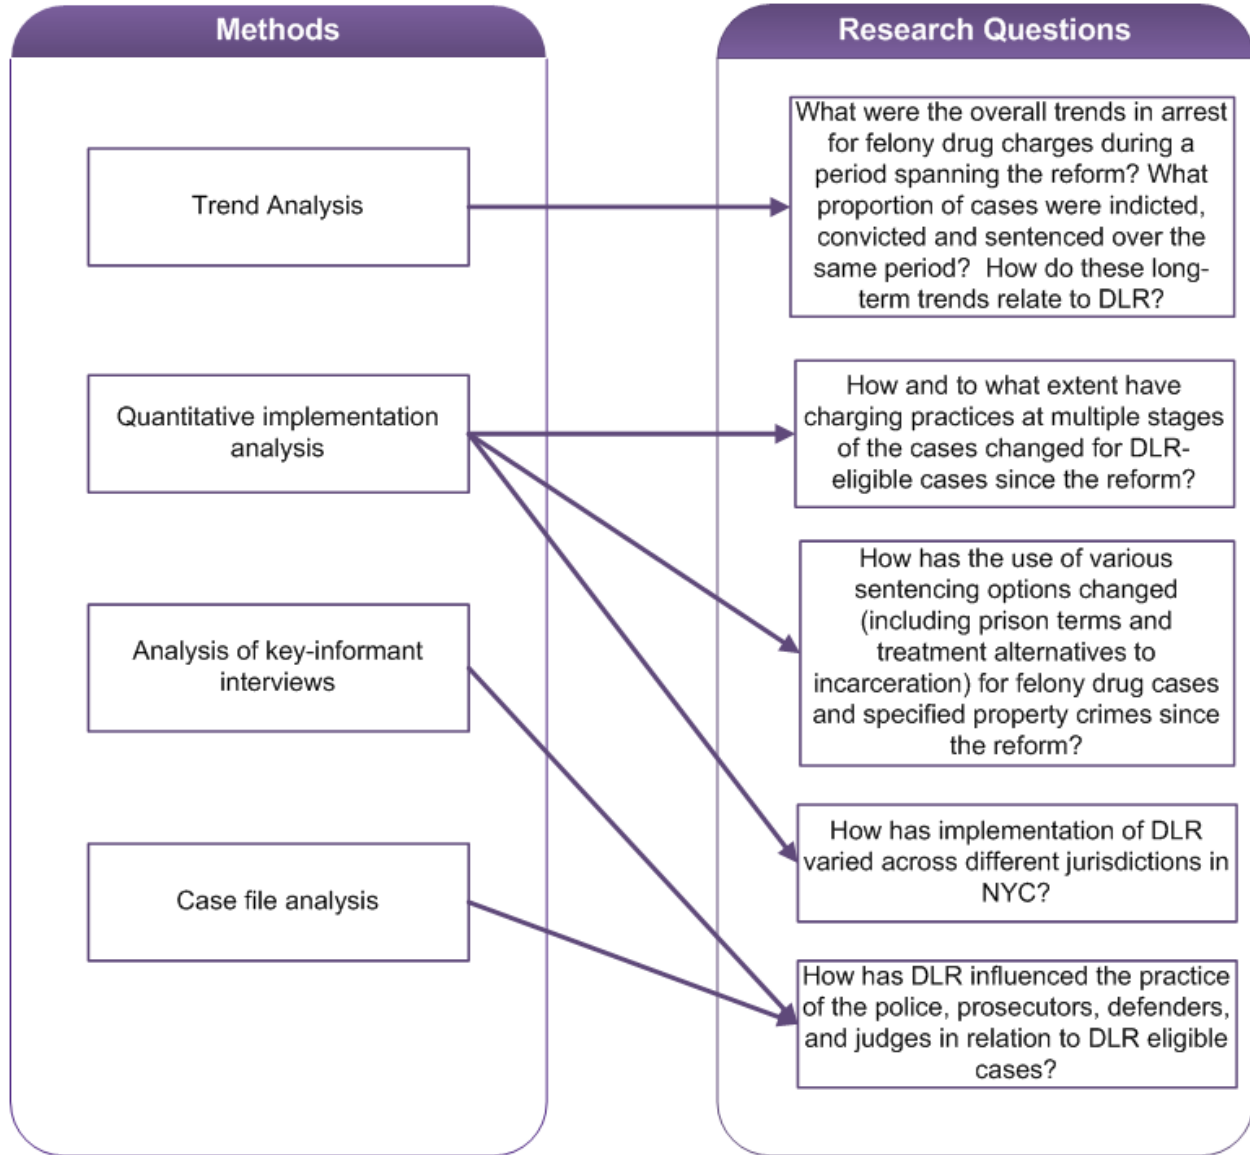 Methods
Trend Analysis
Quantitative implementation
analysis
Analysis of key-informant
interviews
Case file analysis
Research Questions
What were the overall trends in arrest
for felony drug charges during a
period spanning the reform? What
proportion of cases were indicted,
convicted and sentenced over the
same period?  How do these long-
term trends relate to DLR?
How and to what extent have
charging practices at multiple stages
of the cases changed for DLR-
eligible cases since the reform?
How has the use of various
sentencing options changed
(including prison terms and
treatment alternatives to
incarceration) for felony drug cases
and specified property crimes since
the reform?
How has implementation of DLR
varied across different jurisdictions in
NYC?
How has DLR influenced the practice
of the police, prosecutors, defenders,
and judges in relation to DLR eligible
cases?